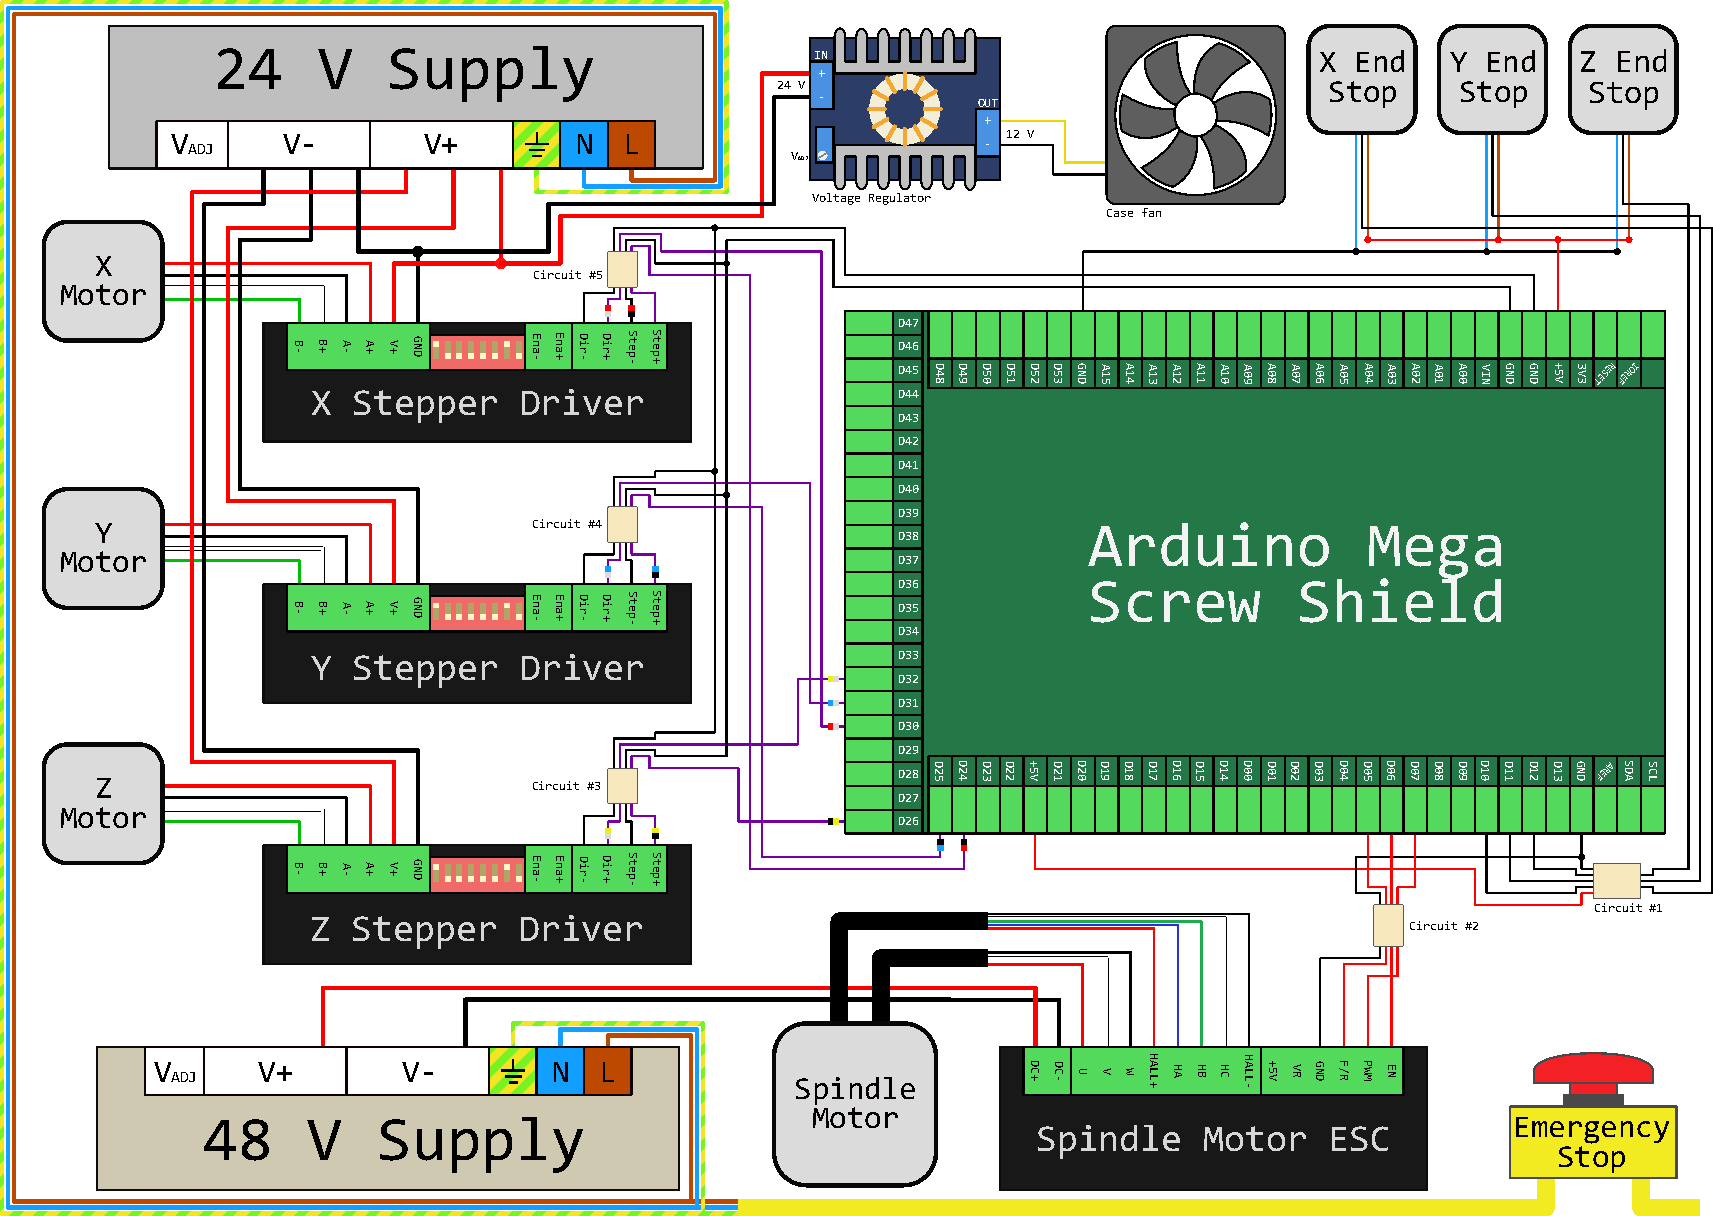 24 V Supply
VADJ
V-
V+
N
L
IN
+
-
24 V
VADJ
OUT
+
-
12 V
Voltage Regulator
Case fan
X End
Stop
Y End
Stop
Z End
Stop
X
Motor
Circuit #5
B-
B+
A-
A+
V+
GND
Ena-
Ena+
Dir-
Dir+
Step-
Step+
X Stepper Driver
Y
Motor
Circuit #4
B-
B+
A-
A+
V+
GND
Ena-
Ena+
Dir-
Dir+
Step-
Step+
Y Stepper Driver
Z
Motor
Circuit #3
B-
B+
A-
A+
V+
GND
Ena-
Ena+
Dir-
Dir+
Step-
Step+
Z Stepper Driver
D47
D46
D45
D44
D43
D42
D41
D40
D39
D38
D37
D36
D35
D34
D33
D32
D31
D30
D29
D28
D27
D26
D48
D49
D50
D51
D52
D53
GND
A15
A14
A13
A12
A11
A10
A09
A08
A07
A06
A05
A04
A03
A02
A01
A00
VIN
GND
GND
+5V
3V3
RESET
IOREF
Arduino Mega
Screw Shield
D25
D24
D23
D22
+5V
D21
D20
D19
D18
D17
D16
D15
D14
D00
D01
D02
D03
D04
D05
D06
D07
D08
D09
D10
D11
D12
D13
GND
AREF
SDA
SCL
Circuit #1
Circuit #2
VADJ
V+
V-
N
L
48 V Supply
Spindle
Motor
DC+
DC-
U
V
W
HALL+
HA
HB
HC
HALL-
+5V
VR
GND
F/R
PWM
EN
Spindle Motor ESC
Emergency
Stop